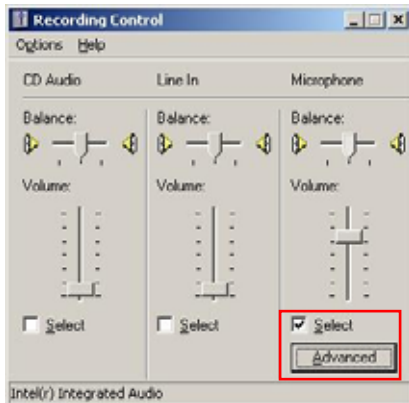 Recording Control
Options Help
CD Audio Line In Microphone
Balance: Balance: Balance:
Volume: Volume: Volume:
Select Select Select
Advanced
Intel(r) Integrated Audio